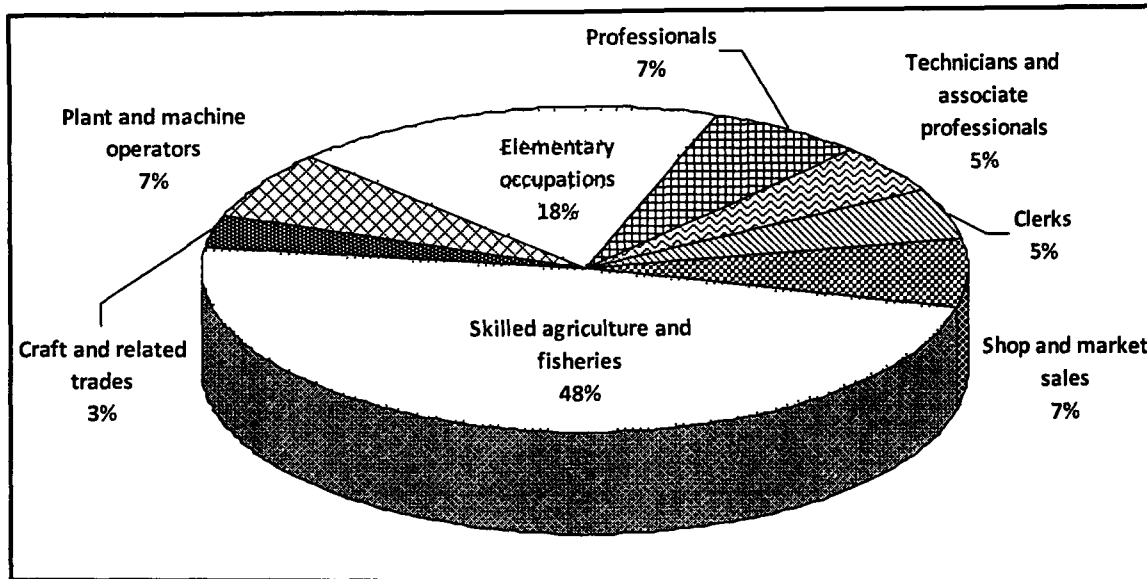 Professionals
7%
Technicians and
associate
professionals
5%
Plant and machine
operators
7%
Elementary
occupations
18%
Clerks
5%
Skilled agriculture and
fisheries
48%
Craft and related
trades
3%
Shop and market
sales
7%